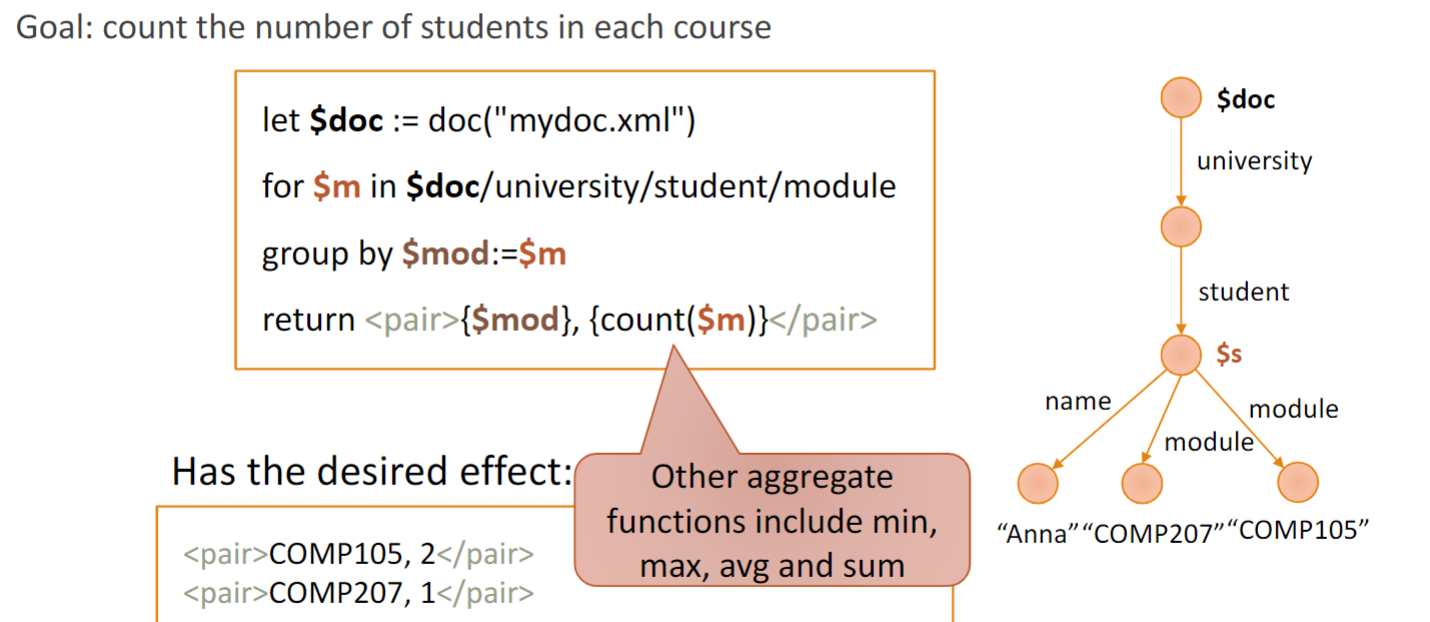 Goal: count the number of students in each course
let $doc := doc("mydoc.xml")
for $m in $doc/university/student/module
group by $mod:=$m
return <pair>{$mod}, {count($m)}</pair>
Has the desired effect:
<pair>COMP105, 2</pair>
<pair>COMP207, 1</pair>
Other aggregate
functions include min,
max, avg and sum
$doc
university
student
$s
name
module
module
“Anna” “COMP207” “COMP105”